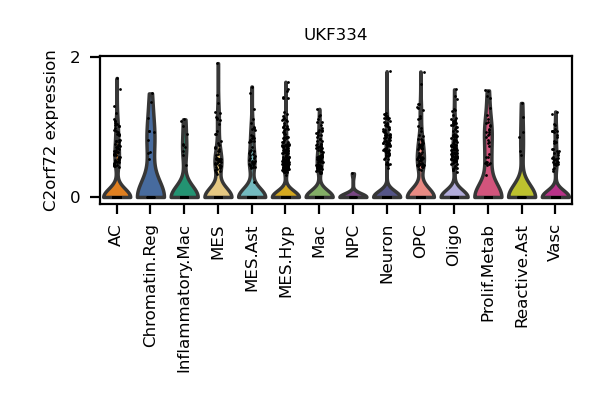 UKF334
C2orf72 expression
2
0
AC
Chromatin.Reg
Inflammatory.Mac
MES
MES.Ast
MES.Hyp
Mac
NPC
Neuron
OPC
Oligo
Prolif.Metab
Reactive.Ast
Vasc